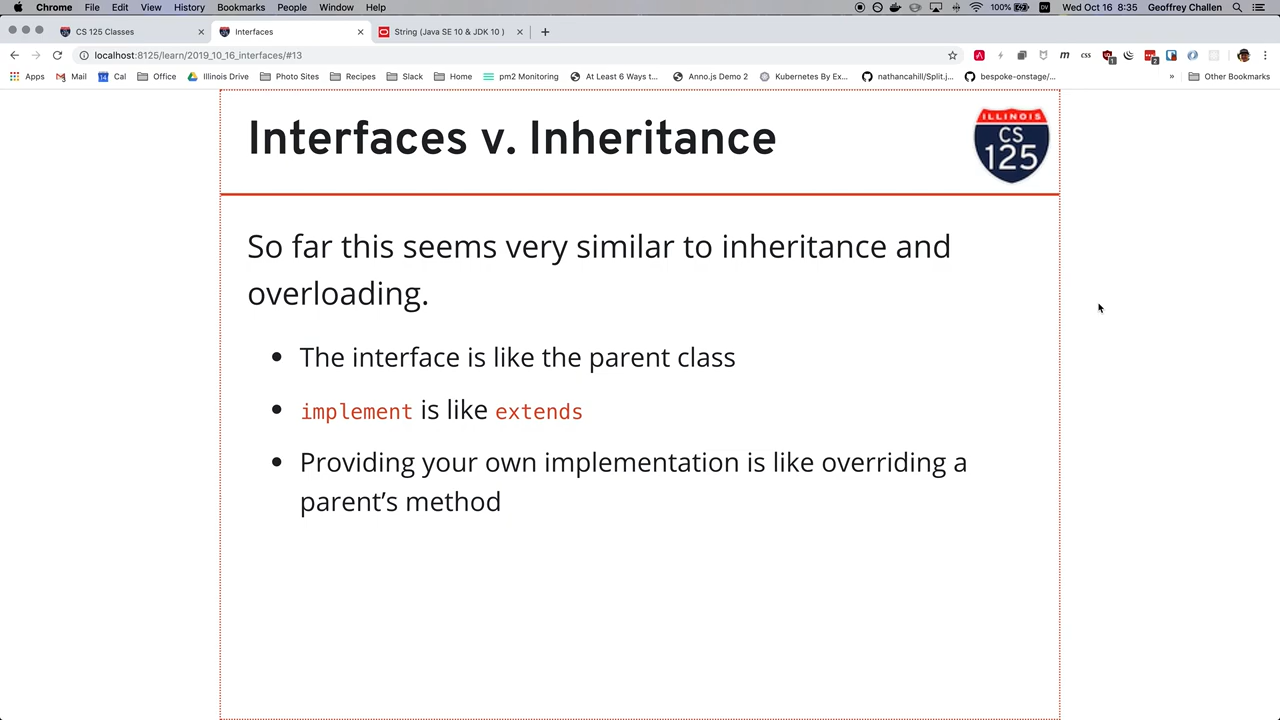 Chrome File Edit View History Bookmarks People Window Help 100% DV Wed Oct 16 8:35 Geoffrey Challen
CS 125 Classes Interfaces String (Java SE 10 & JDK 10 )
localhost:8125/learn/2019_10_16_interfaces/#13
Apps Mail Cal Office Illinois Drive Photo Sites Recipes Slack Home pm2 Monitoring At Least 6 Ways t... Anno.js Demo 2 Kubernetes By Ex... nathancahill/Split.j... bespoke-onstage/... » Other Bookmarks
Interfaces v. Inheritance
ILLINOIS
CS
125
So far this seems very similar to inheritance and
overloading.
• The interface is like the parent class
• implement is like extends
• Providing your own implementation is like overriding a
parent’s method